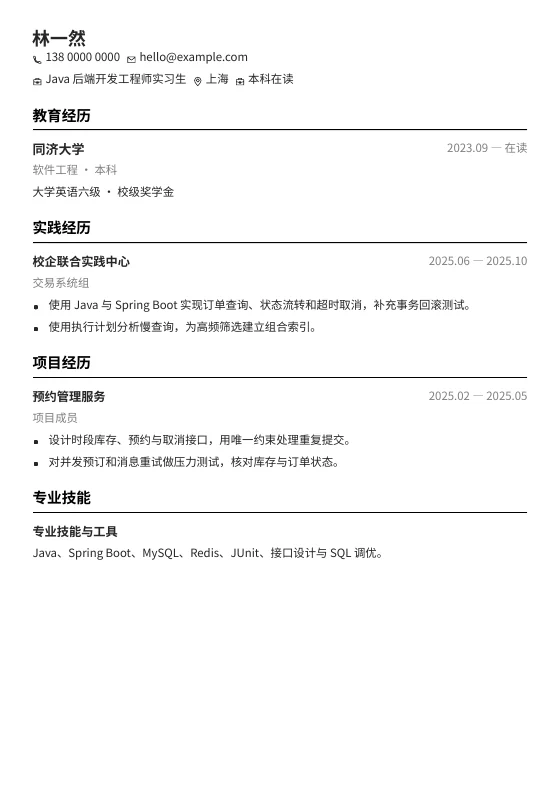 林一然
138 0000 0000 hello@example.com
Java 后端开发工程师实习生 上海 本科在读
教育经历
同济大学 2023.09 — 在读
软件工程 • 本科
大学英语六级 • 校级奖学金
实践经历
校企联合实践中心 2025.06 — 2025.10
交易系统组
▪ 使用 Java 与 Spring Boot 实现订单查询、状态流转和超时取消，补充事务回滚测试。
▪ 使用执行计划分析慢查询，为高频筛选建立组合索引。
项目经历
预约管理服务 2025.02 — 2025.05
项目成员
▪ 设计时段库存、预约与取消接口，用唯一约束处理重复提交。
▪ 对并发预订和消息重试做压力测试，核对库存与订单状态。
专业技能
专业技能与工具
Java、Spring Boot、MySQL、Redis、JUnit、接口设计与 SQL 调优。